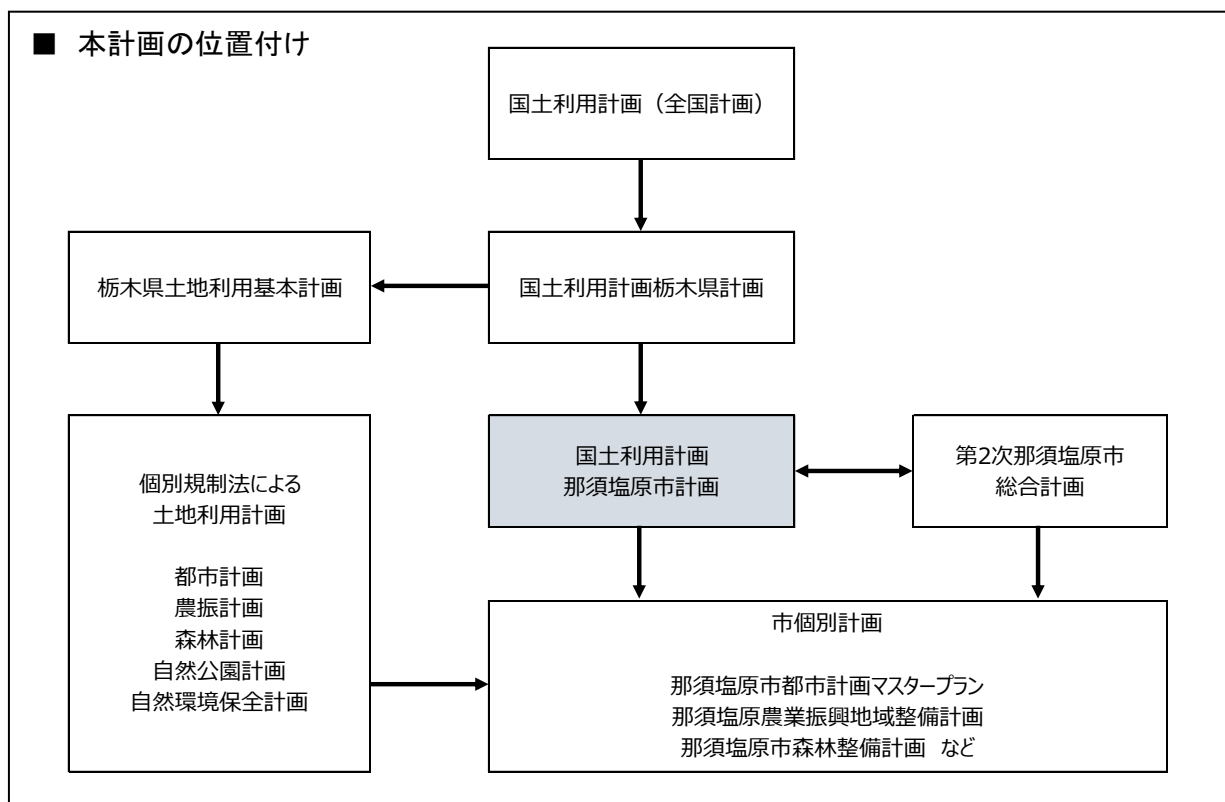 ■ 本計画の位置付け
国土利用計画（全国計画）
栃木県土地利用基本計画
国土利用計画栃木県計画
個別規制法による
土地利用計画
都市計画
農振計画
森林計画
自然公園計画
自然環境保全計画
国土利用計画
那須塩原市計画
第2次那須塩原市
総合計画
市個別計画
那須塩原市都市計画マスタープラン
那須塩原農業振興地域整備計画
那須塩原市森林整備計画 など